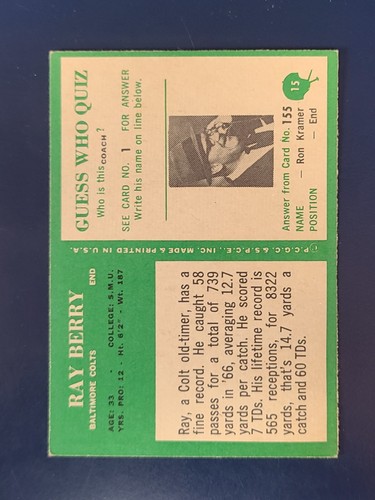 RAY BERRY
BALTIMORE COLTS END
AGE: 33 - COLLEGE: S.M.U.
YRS. PRO: 12 - Ht. 6'2" - Wt. 187
Ray, a Colt old-timer, has a
fine record. He caught 58
passes for a total of 739
yards in '66, averaging 12.7
yards per catch. He scored
7 TDs. His lifetime record is
565 receptions, for 8322
yards, that's 14.7 yards a
catch and 60 TDs.
Ⓟ P.G.C. & S.P.C.E., INC. MADE & PRINTED IN U.S.A.
GUESS WHO QUIZ
Who is this COACH?
SEE CARD NO. 1 FOR ANSWER
Write his name on line below.
Answer from Card No. 155
NAME — Ron Kramer
POSITION — End
15